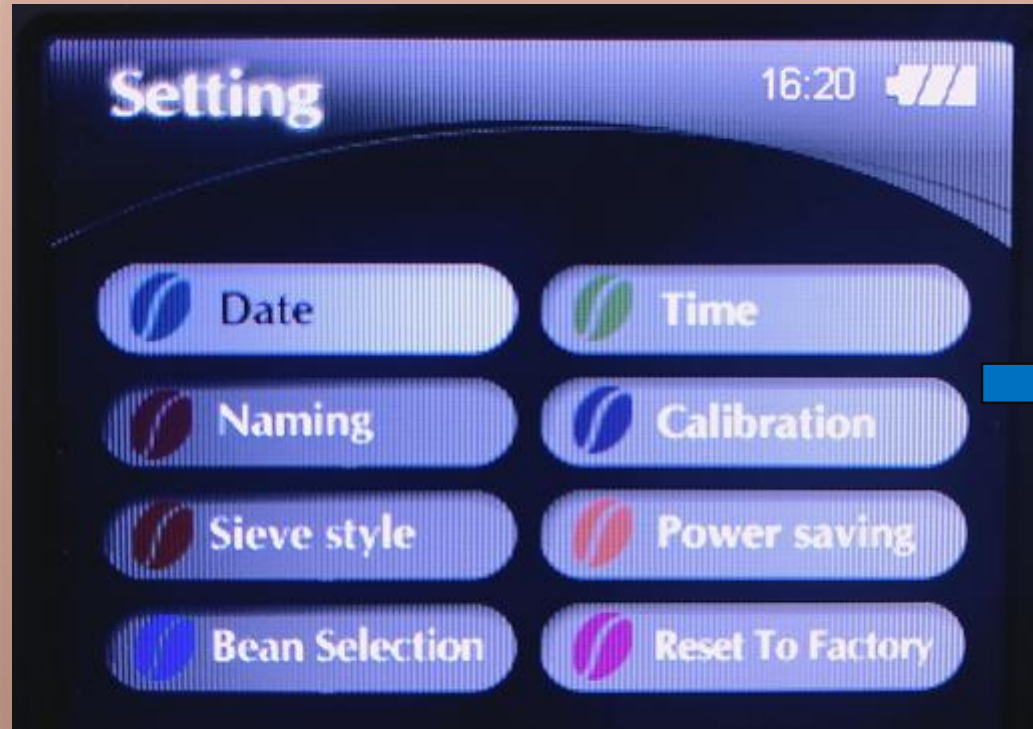 Setting
16:20
Date
Time
Naming
Calibration
Sieve style
Power saving
Bean Selection
Reset To Factory